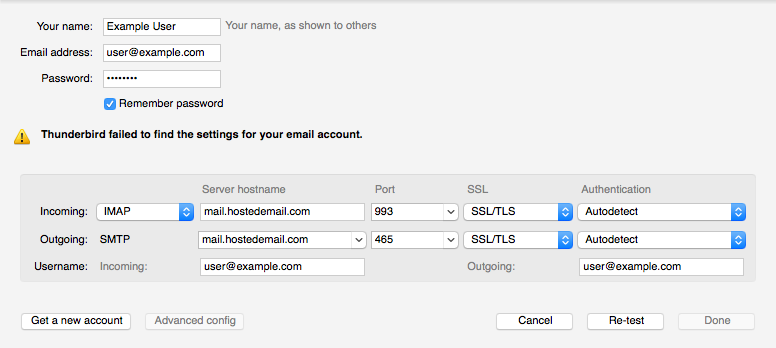 Your name: Example User Your name, as shown to others
Email address: user@example.com
Password: ••••••••
Remember password
Thunderbird failed to find the settings for your email account.
Server hostname Port SSL Authentication
Incoming: IMAP mail.hostedemail.com 993 SSL/TLS Autodetect
Outgoing: SMTP mail.hostedemail.com 465 SSL/TLS Autodetect
Username: Incoming: user@example.com Outgoing: user@example.com
Get a new account Advanced config Cancel Re-test Done